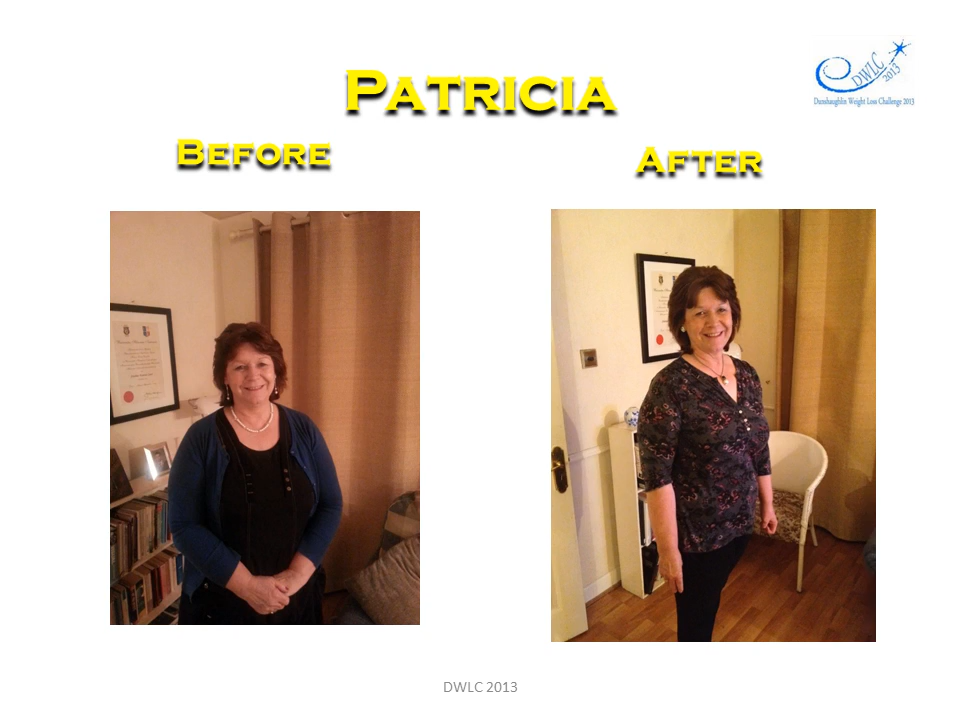 Patricia
DWLC
2013
Dunshaughlin Weight Loss Challenge 2013
Before
After
DWLC 2013